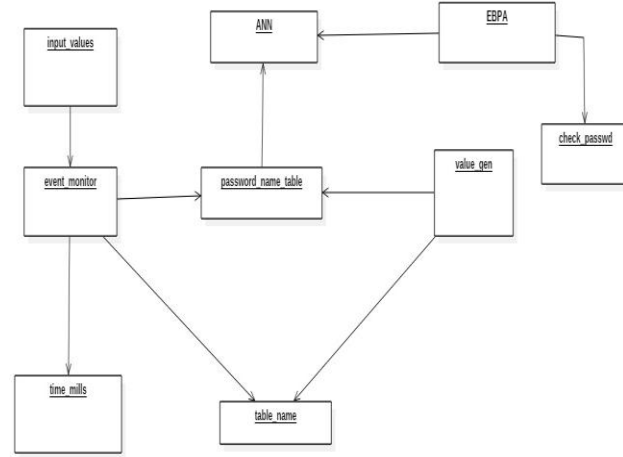 ANN
EBPA
input_values
check_passwd
value_gen
event_monitor
password_name_table
time_mills
table_name